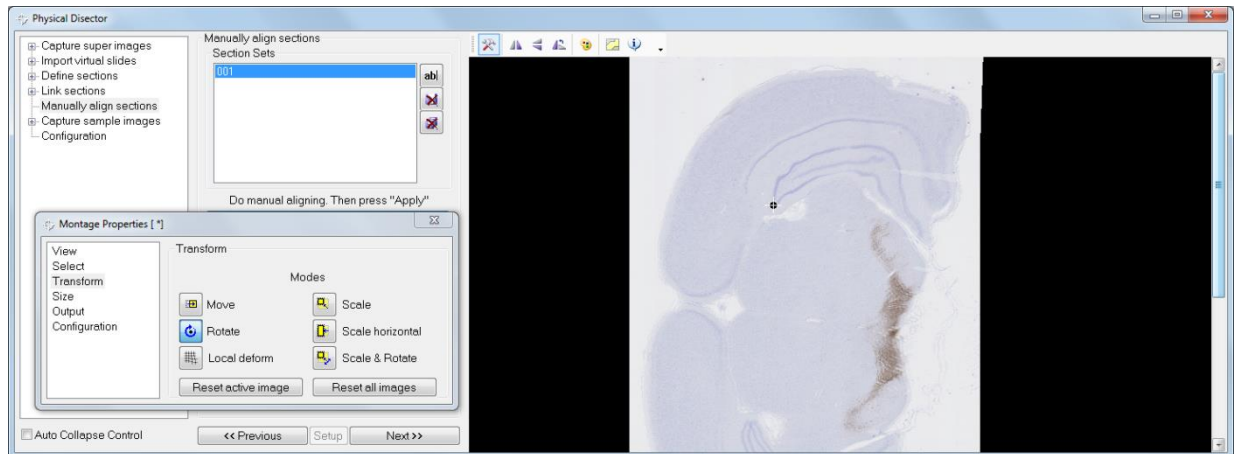 Physical Disector
Capture super images
Import virtual slides
Define sections
Link sections
Manually align sections
Capture sample images
Configuration
Manually align sections
Section Sets
001
ab
Do manual aligning. Then press "Apply"
Montage Properties [ *]
View
Select
Transform
Size
Output
Configuration
Transform
Modes
Move
Scale
Rotate
Scale horizontal
Local deform
Scale & Rotate
Reset active image
Reset all images
Auto Collapse Control
<< Previous
Setup
Next >>